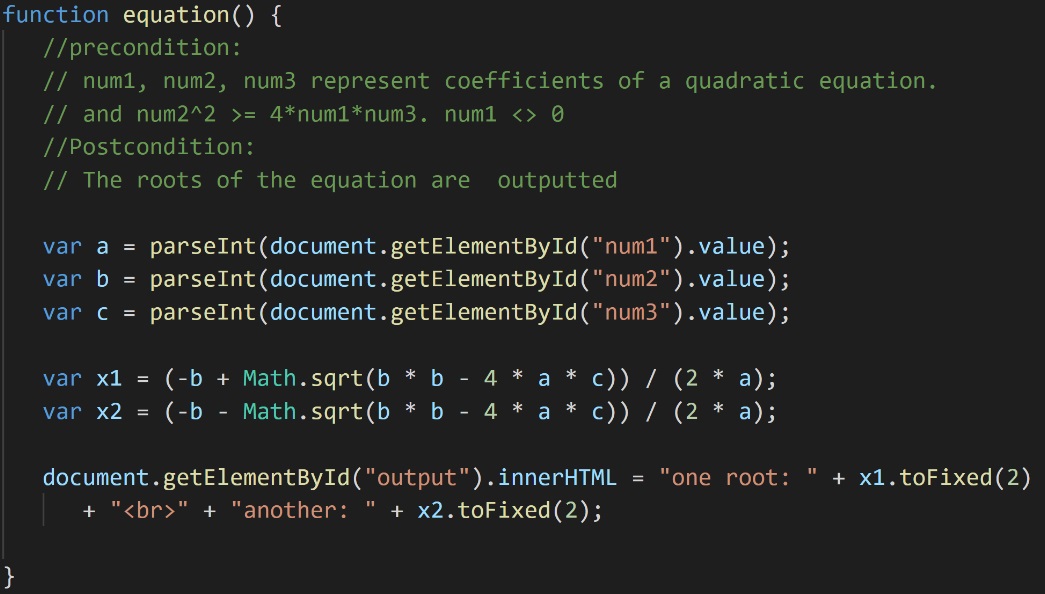 function equation() {
//precondition:
// num1, num2, num3 represent coefficients of a quadratic equation.
// and num2^2 >= 4*num1*num3. num1 <> 0
//Postcondition:
// The roots of the equation are  outputted
var a = parseInt(document.getElementById("num1").value);
var b = parseInt(document.getElementById("num2").value);
var c = parseInt(document.getElementById("num3").value);
var x1 = (-b + Math.sqrt(b * b - 4 * a * c)) / (2 * a);
var x2 = (-b - Math.sqrt(b * b - 4 * a * c)) / (2 * a);
document.getElementById("output").innerHTML = "one root: " + x1.toFixed(2)
+ "<br>" + "another: " + x2.toFixed(2);
}